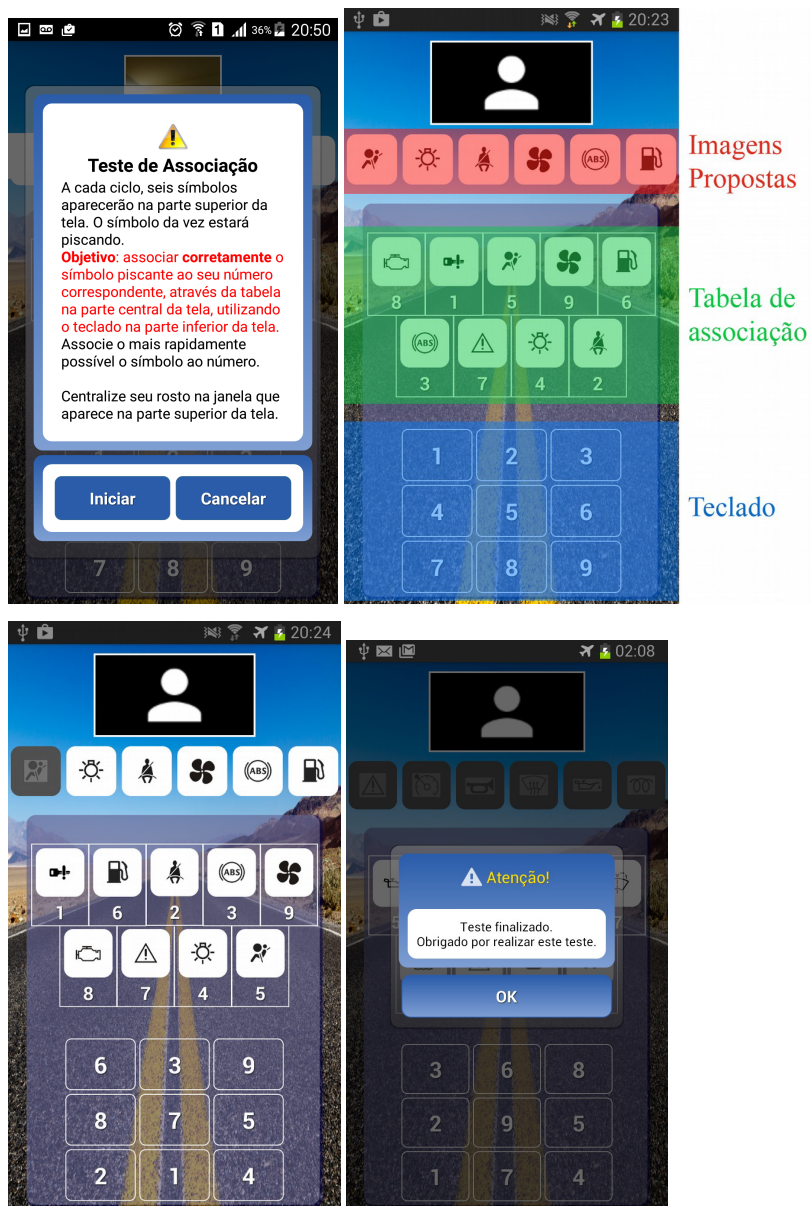 36% 20:50
Teste de Associação
A cada ciclo, seis símbolos
aparecerão na parte superior da
tela. O símbolo da vez estará
piscando.
Objetivo: associar corretamente o
símbolo piscante ao seu número
correspondente, através da tabela
na parte central da tela, utilizando
o teclado na parte inferior da tela.
Associe o mais rapidamente
possível o símbolo ao número.
Centralize seu rosto na janela que
aparece na parte superior da tela.
Iniciar Cancelar
7 8 9
20:23
ABS
Imagens
Propostas
8 1 5 9 6
ABS
3 7 4 2
Tabela de
associação
1 2 3
4 5 6
7 8 9
Teclado
20:24
ABS
ABS
1 6 2 3 9
8 7 4 5
6 3 9
8 7 5
2 1 4
02:08
Atenção!
5 7
Teste finalizado.
Obrigado por realizar este teste.
OK
3 6 8
2 9 5
1 7 4